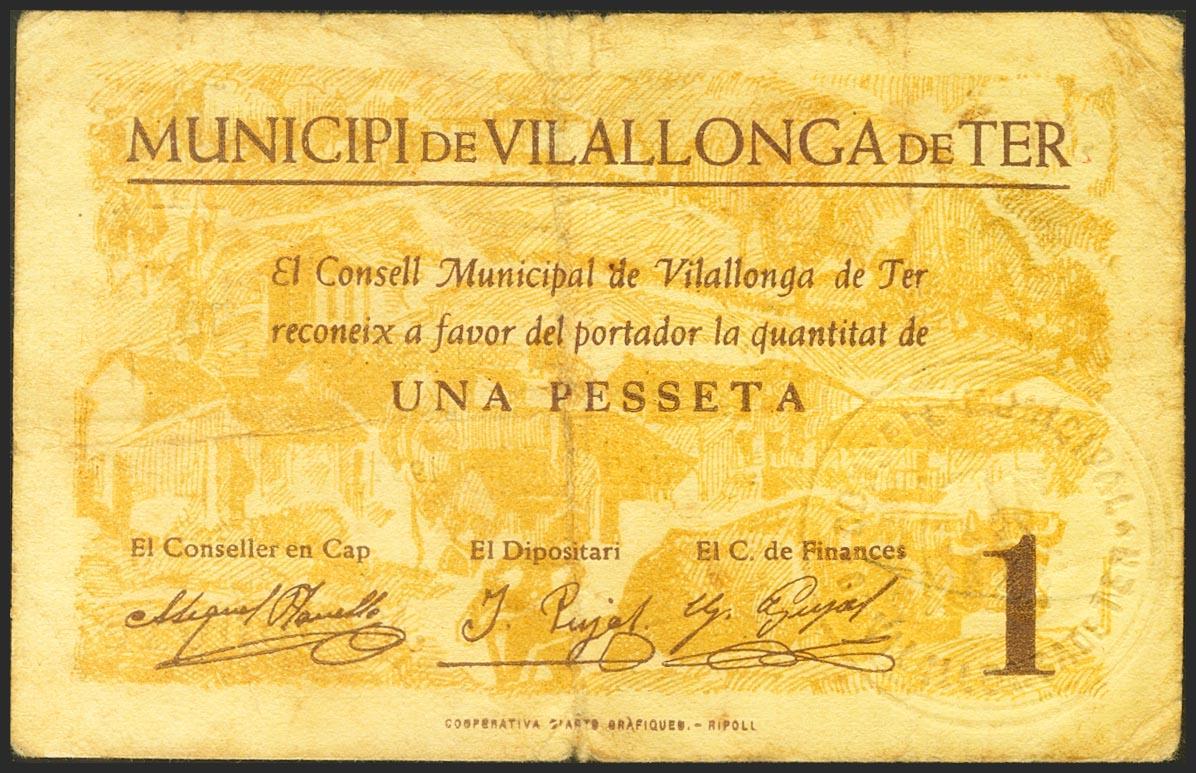 MUNICIPI DE VILALLONGA DE TER
El Consell Municipal de Vilallonga de Ter
reconeix a favor del portador la quantitat de
UNA PESSETA
El Conseller en Cap El Dipositari El C. de Finances
J. Pujol.
1
COOPERATIVA D'ARTS GRÀFIQUES.-RIPOLL